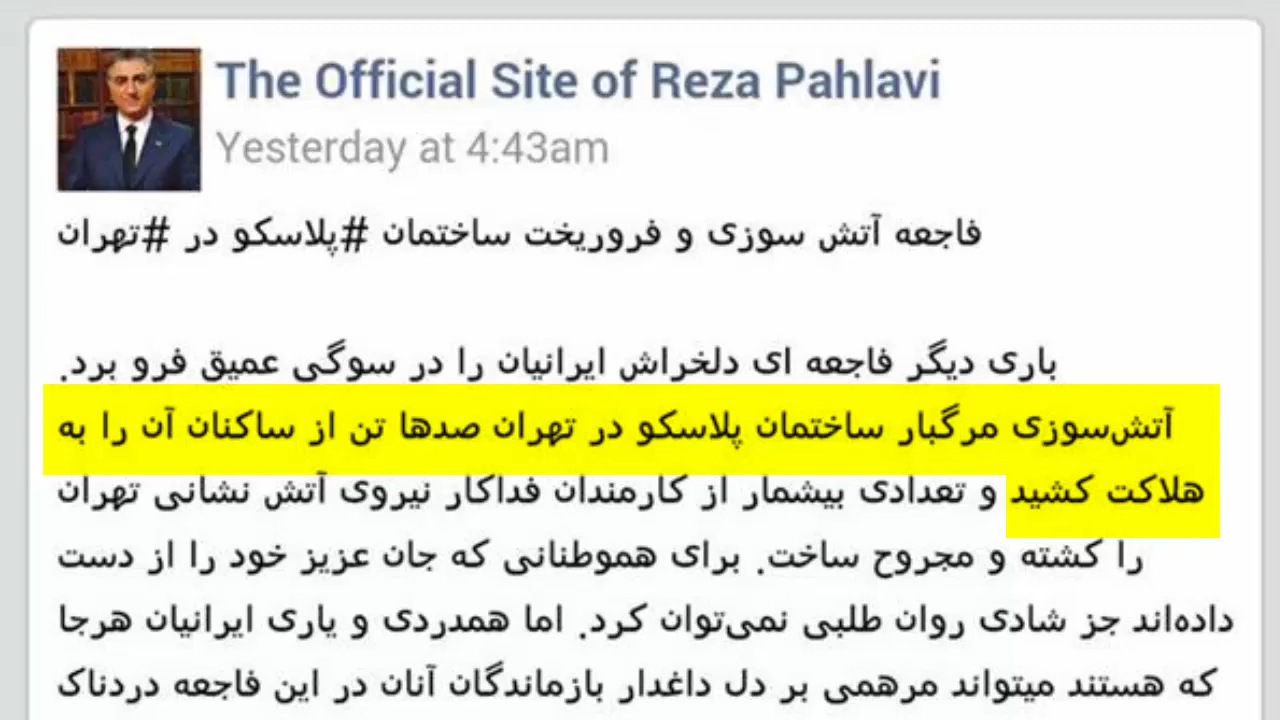 The Official Site of Reza Pahlavi
Yesterday at 4:43am
فاجعه آتش سوزی و فروریخت ساختمان #پلاسکو در #تهران
باری دیگر فاجعه ای دلخراش ایرانیان را در سوگی عمیق فرو برد.
آتش‌سوزی مرگبار ساختمان پلاسکو در تهران صدها تن از ساکنان آن را به
هلاکت کشید و تعدادی بیشمار از کارمندان فداکار نیروی آتش نشانی تهران
را کشته و مجروح ساخت. برای هموطنانی که جان عزیز خود را از دست
داده‌اند جز شادی روان طلبی نمی‌توان کرد. اما همدردی و یاری ایرانیان هرجا
که هستند میتواند مرهمی بر دل داغدار بازماندگان آنان در این فاجعه دردناک